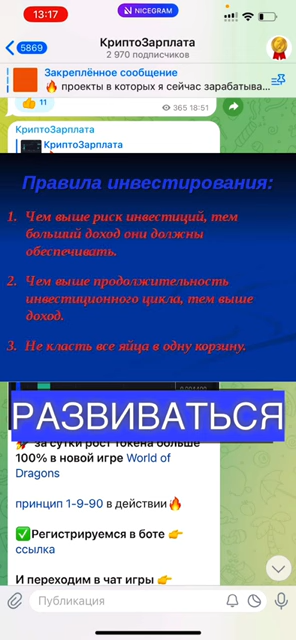 13:17
NICEGRAM
5869
КриптоЗарплата
2 970 подписчиков
Закреплённое сообщение
🔥 проекты в которых я сейчас зарабатыва...
👍 11
365 18:51
КриптоЗарплата
КриптоЗарплата
Правила инвестирования:
1. Чем выше риск инвестиций, тем
больший доход они должны
обеспечивать.
2. Чем выше продолжительность
инвестиционного цикла, тем выше
доход.
3. Не класть все яйца в одну корзину.
РАЗВИВАТЬСЯ
🚀 за сутки рост токена больше
100% в новой игре World of
Dragons
принцип 1-9-90 в действии🔥
✅Регистрируемся в боте 👉
ссылка
И переходим в чат игры 👉
Публикация